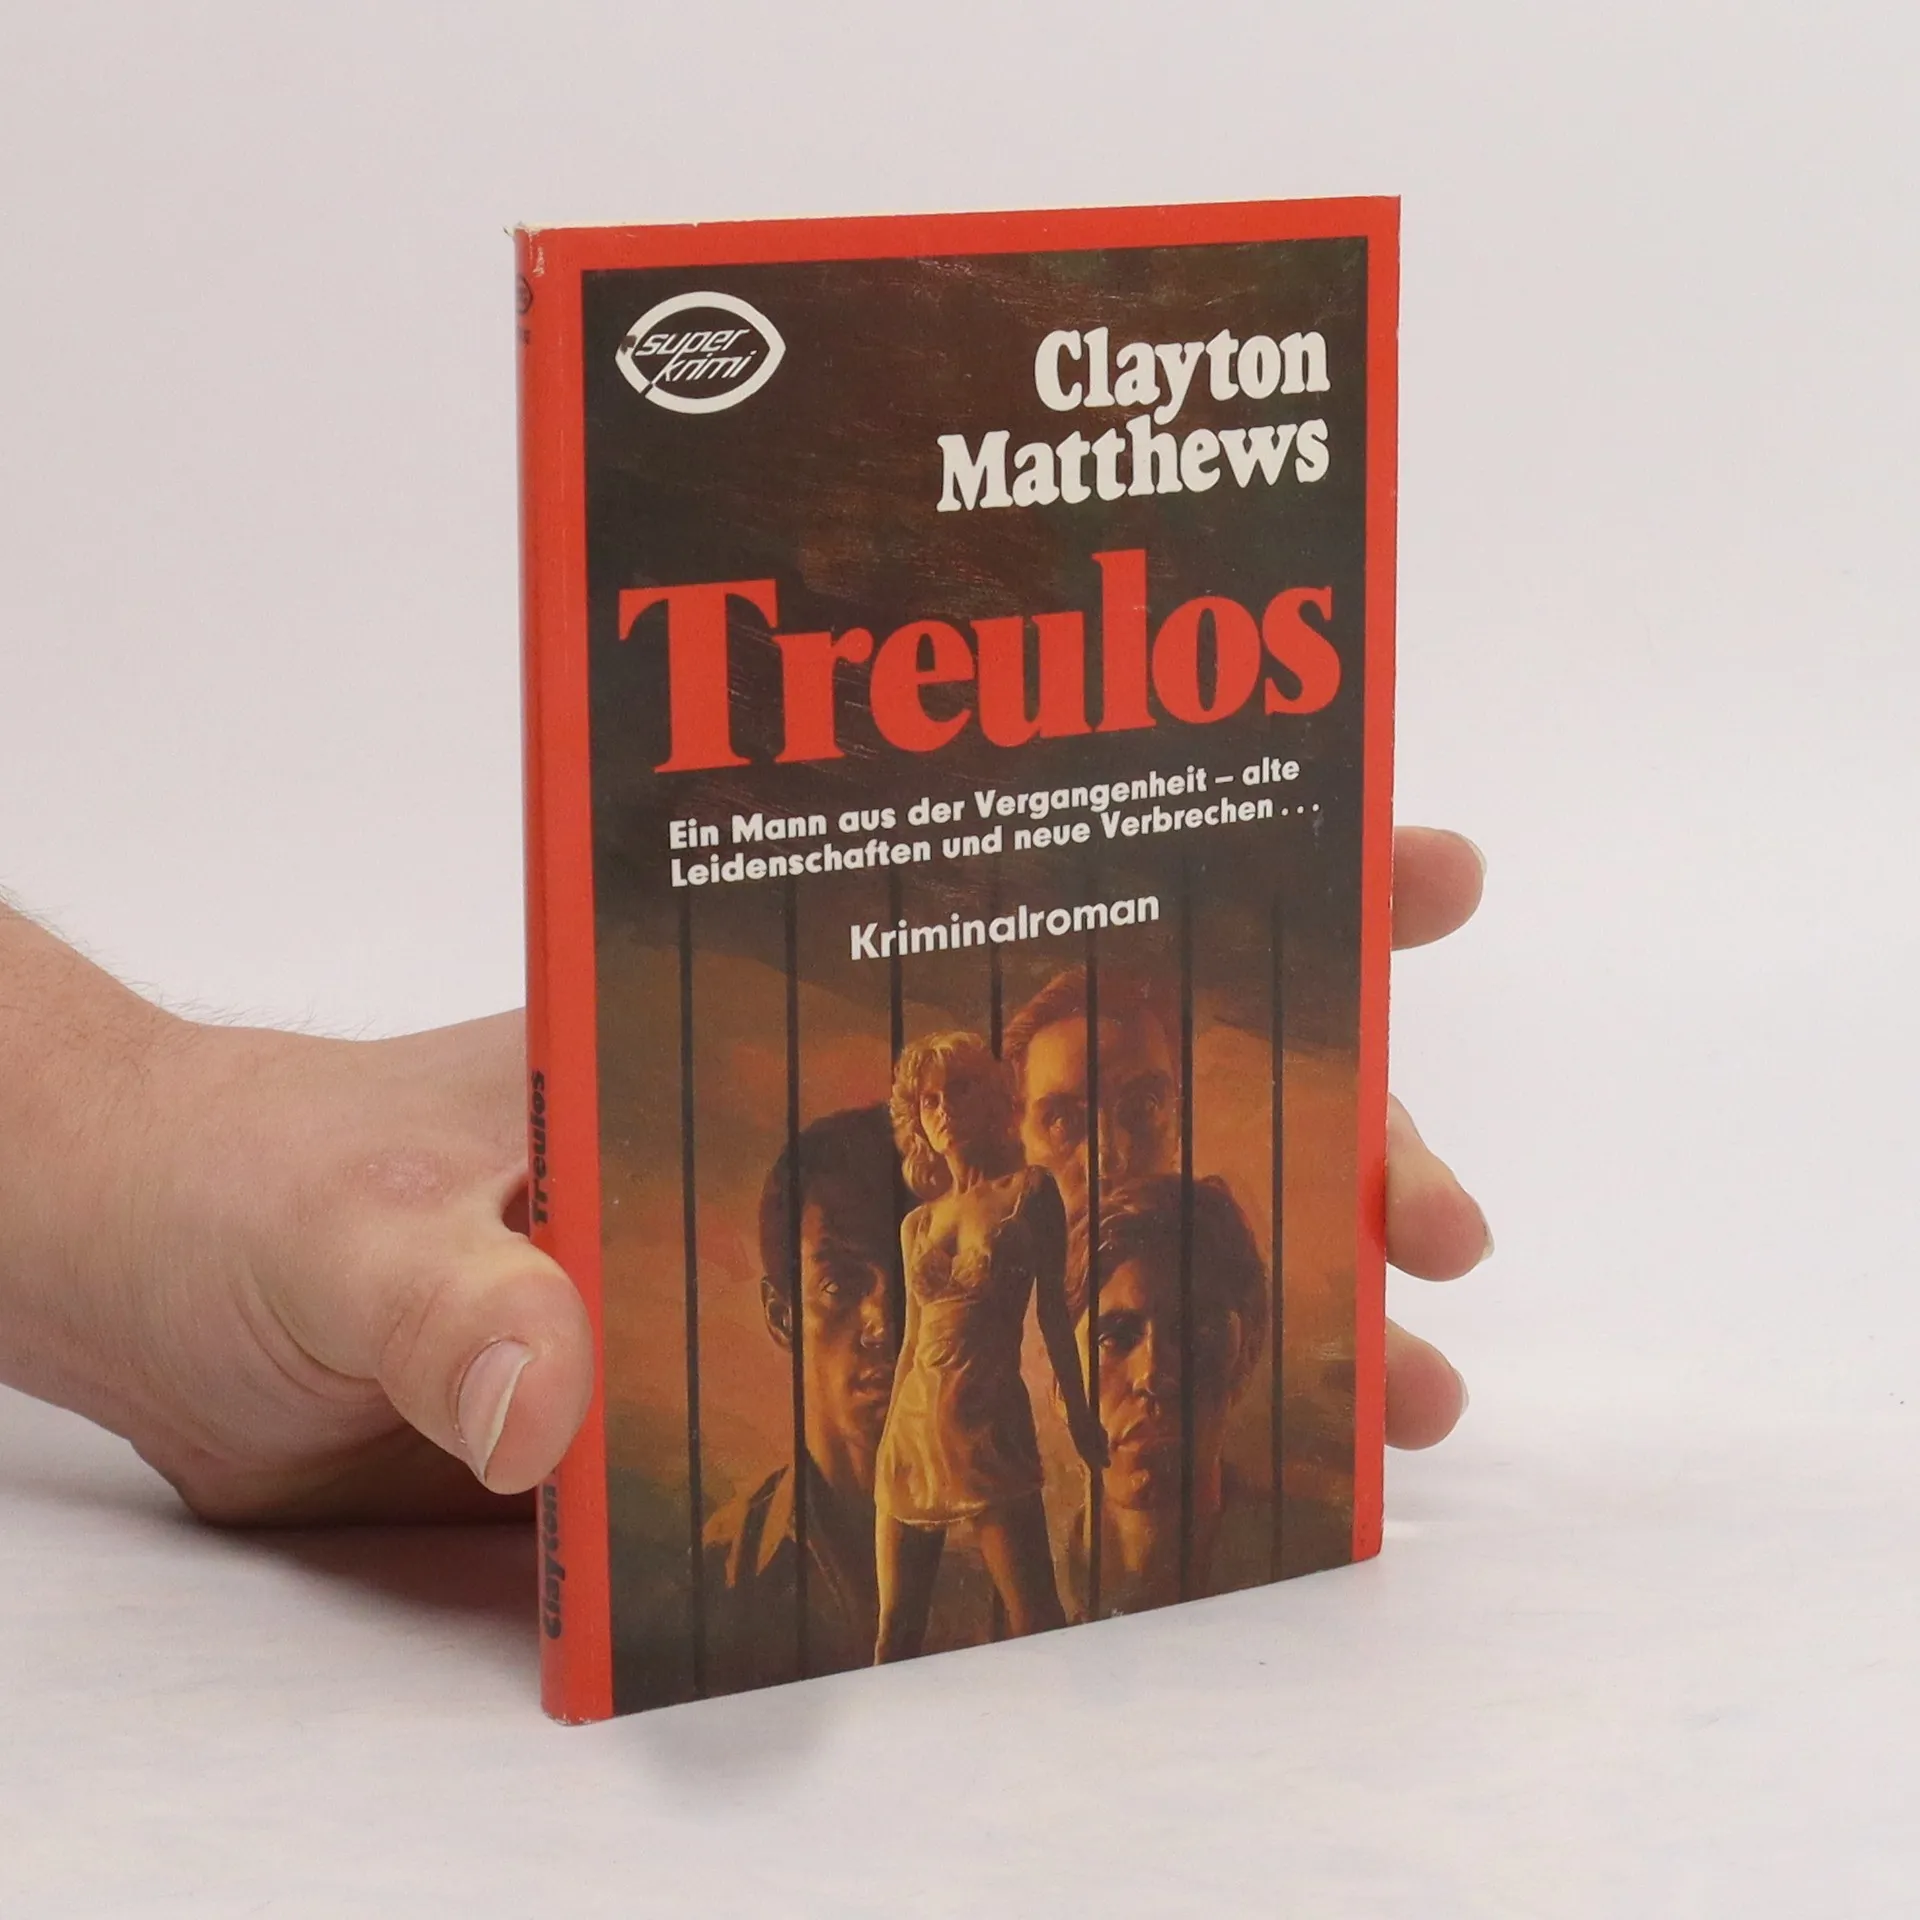 super
krimi
Clayton
Matthews
Treulos
Ein Mann aus der Vergangenheit – alte
Leidenschaften und neue Verbrechen...
Kriminalroman
Treulos
Clayton